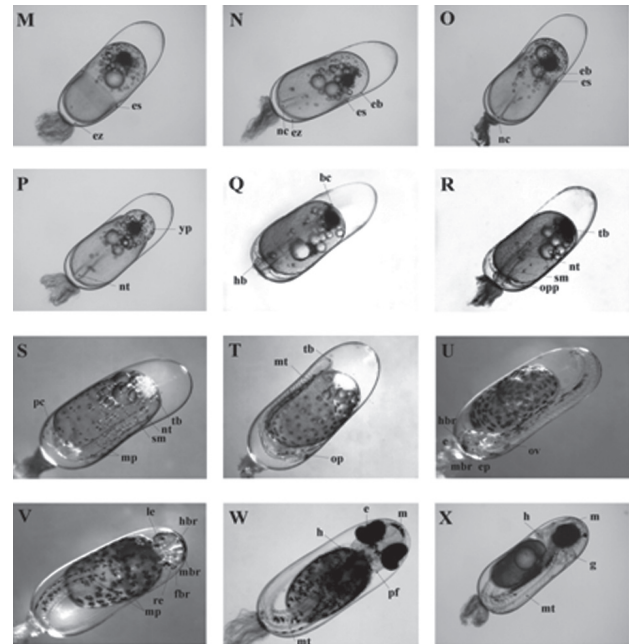 M
es
ez
N
es
eb
nc
ez
O
eb
es
nc
P
yp
nt
Q
bc
hb
R
tb
nt
sm
opp
S
pc
tb
nt
sm
mp
T
tb
mt
op
U
hbr
e
ov
mbr
ep
V
le
hbr
mbr
fbr
re
mp
W
e
m
h
pf
mt
X
h
m
g
mt